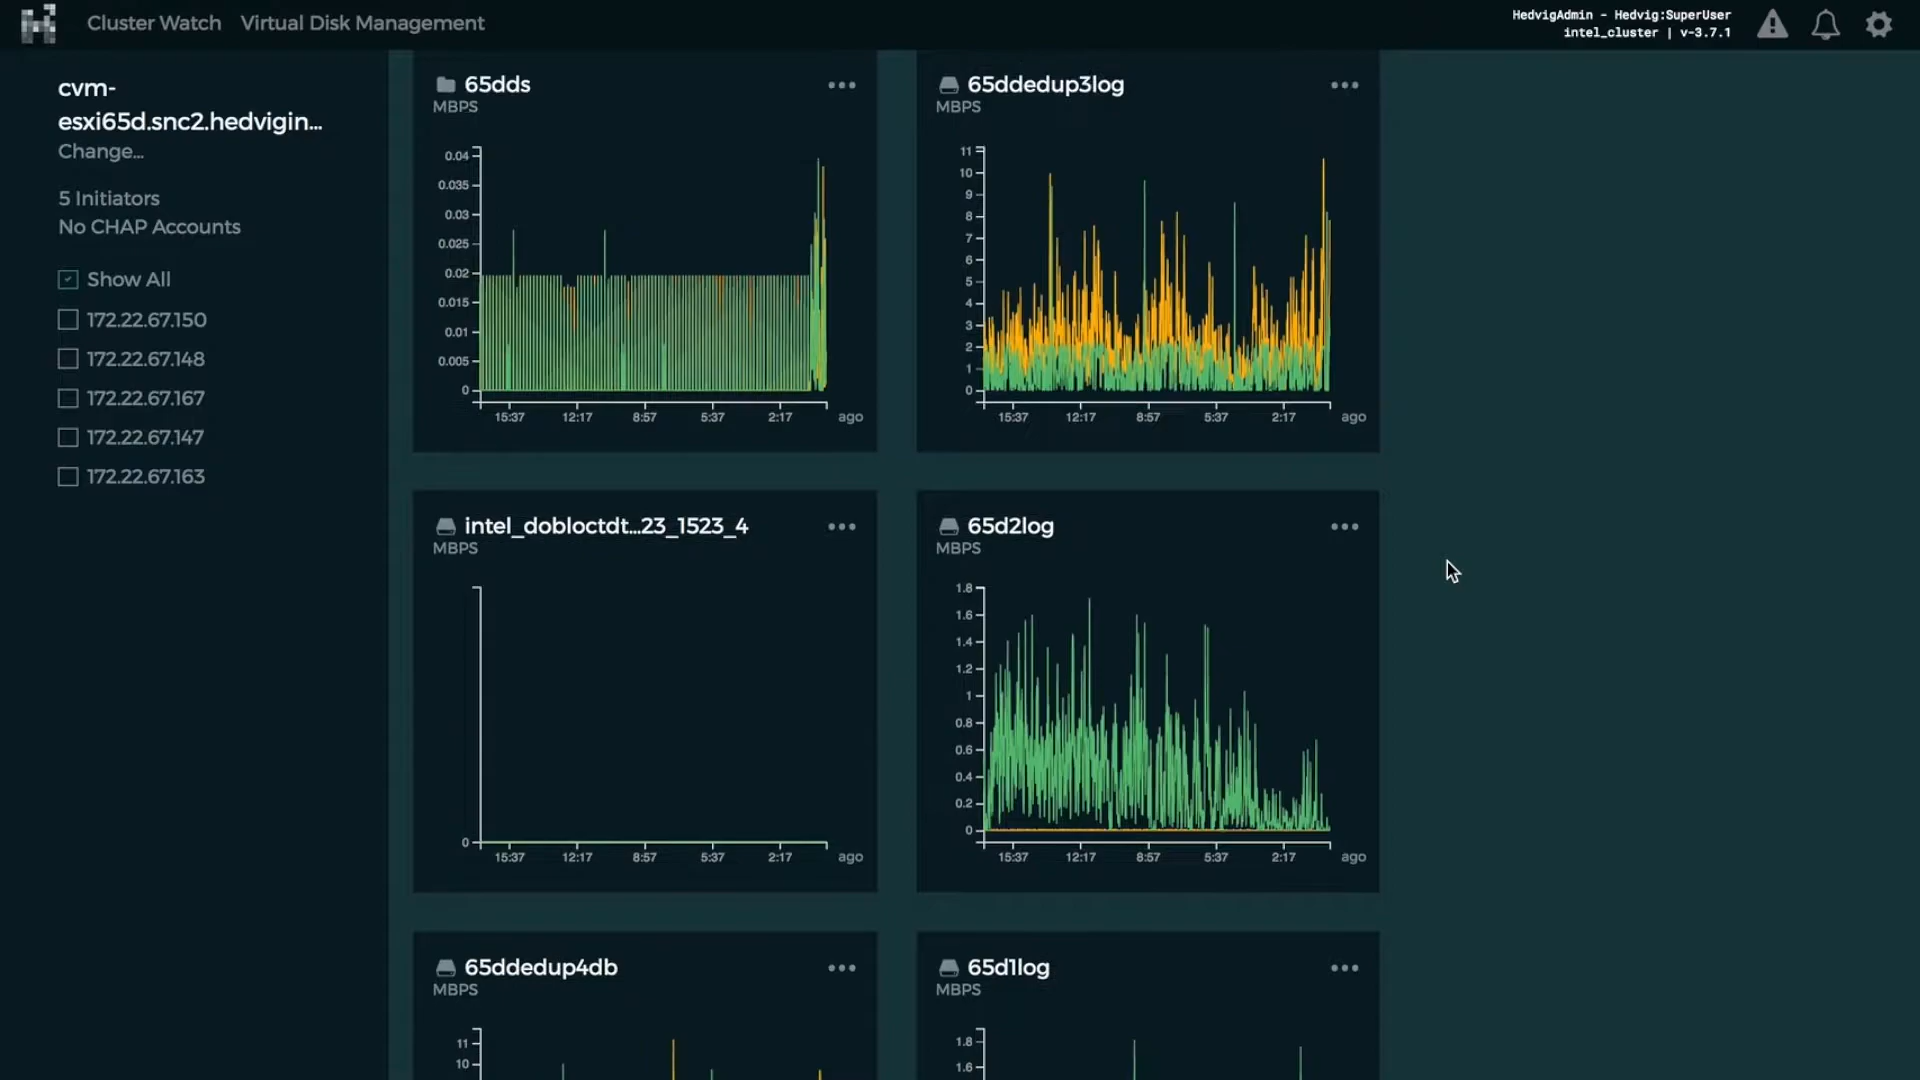 Cluster Watch Virtual Disk Management
HedvigAdmin - Hedvig:SuperUser
intel_cluster | v-3.7.1
cvm-
esxi65d.snc2.hedvigin...
Change...
5 Initiators
No CHAP Accounts
Show All
172.22.67.150
172.22.67.148
172.22.67.167
172.22.67.147
172.22.67.163
65dds
MBPS
0.04
0.035
0.03
0.025
0.02
0.015
0.01
0.005
0
15:37 12:17 8:57 5:37 2:17 ago
65ddedup3log
MBPS
11
10
9
8
7
6
5
4
3
2
1
0
15:37 12:17 8:57 5:37 2:17 ago
intel_dobloctdt...23_1523_4
MBPS
0
15:37 12:17 8:57 5:37 2:17 ago
65d2log
MBPS
1.8
1.6
1.4
1.2
1
0.8
0.6
0.4
0.2
0
15:37 12:17 8:57 5:37 2:17 ago
65ddedup4db
MBPS
11
10
65d1log
MBPS
1.8
1.6